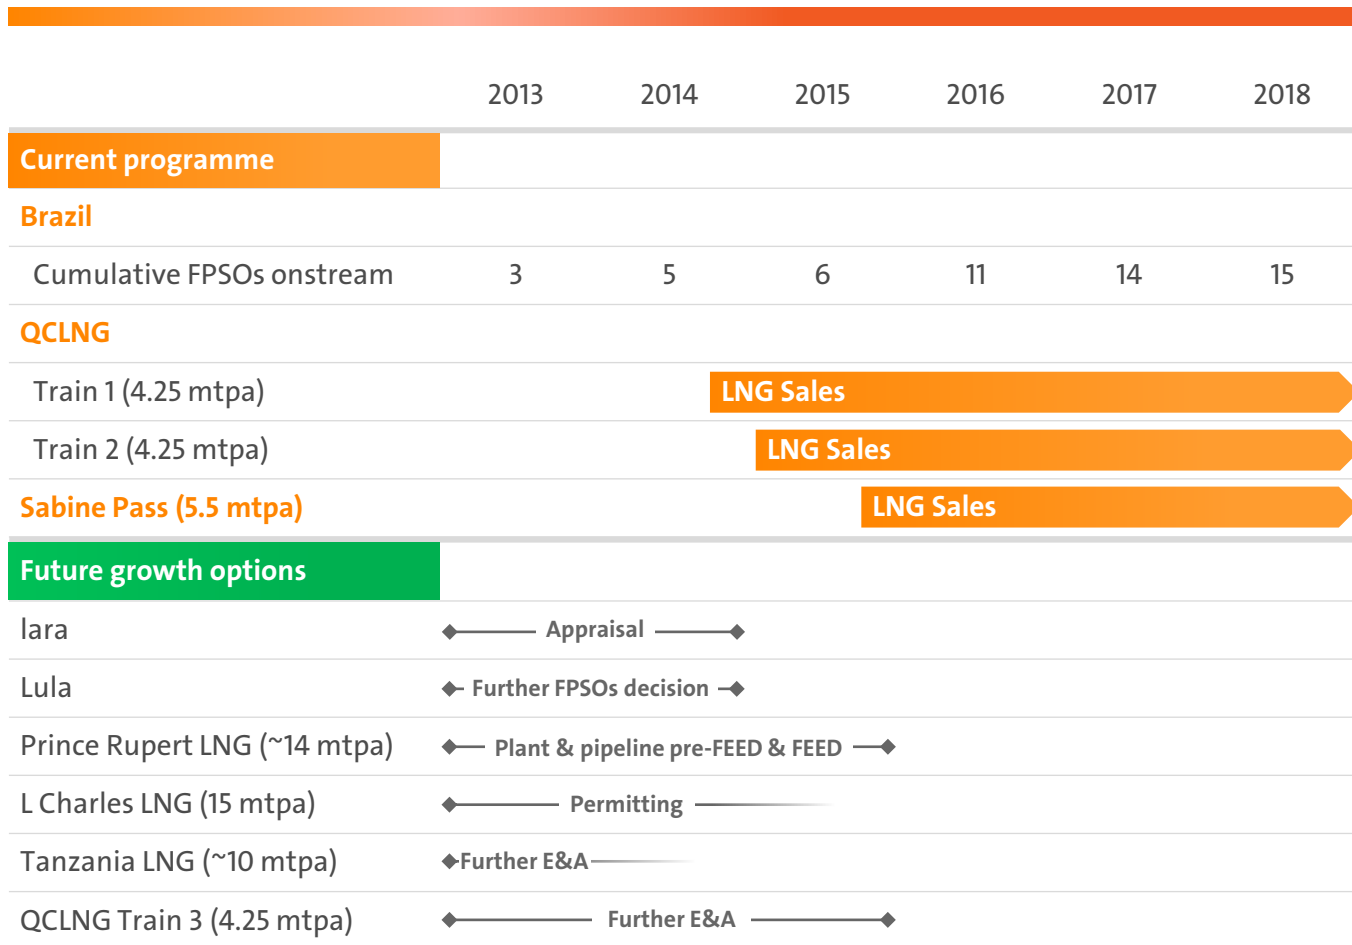 2013 2014 2015 2016 2017 2018
Current programme
Brazil
Cumulative FPSOs onstream 3 5 6 11 14 15
QCLNG
Train 1 (4.25 mtpa) LNG Sales
Train 2 (4.25 mtpa) LNG Sales
Sabine Pass (5.5 mtpa) LNG Sales
Future growth options
Iara Appraisal
Lula Further FPSOs decision
Prince Rupert LNG (~14 mtpa) Plant & pipeline pre-FEED & FEED
L Charles LNG (15 mtpa) Permitting
Tanzania LNG (~10 mtpa) Further E&A
QCLNG Train 3 (4.25 mtpa) Further E&A